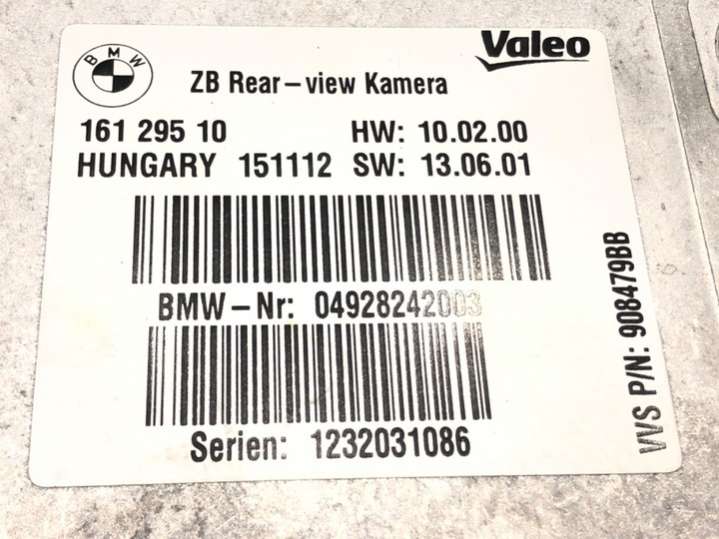 BMW
Valeo
ZB Rear-view Kamera
161 295 10 HW: 10.02.00
HUNGARY 151112 SW: 13.06.01
BMW-Nr: 04928242003
Serien: 1232031086
VVS P/N: 908479BB